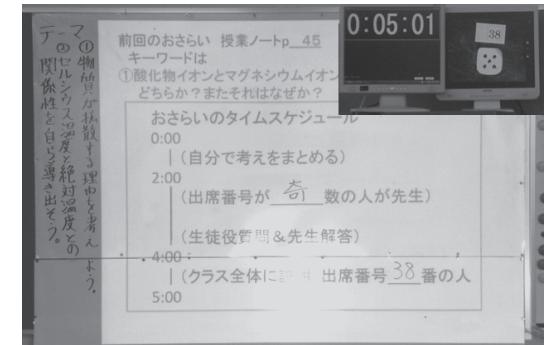 テーマ
①物質が拡散する理由を考えよう。
②セルシウス温度と絶対温度との
関係性を自ら導き出そう。
前回のおさらい 授業ノートp 45
キーワードは
①酸化物イオンとマグネシウムイオン
どちらか?またそれはなぜか?
0:05:01
38
おさらいのタイムスケジュール
0:00
(自分で考えをまとめる)
2:00
(出席番号が 奇 数の人が先生)
(生徒役質問&先生解答)
4:00
(クラス全体に 出席番号 38 番の人
5:00